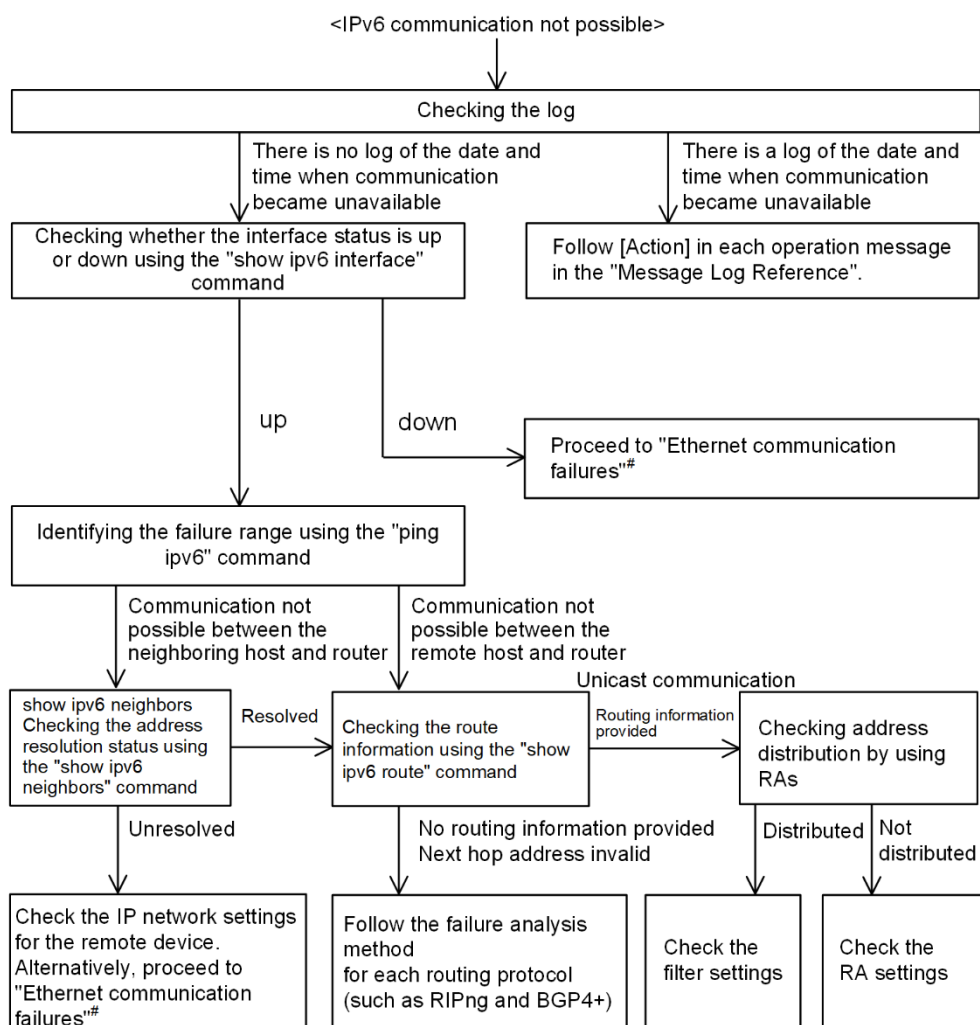 <IPv6 communication not possible>
Checking the log
There is no log of the date and
time when communication
became unavailable
There is a log of the date and
time when communication
became unavailable
Checking whether the interface status is up
or down using the "show ipv6 interface"
command
Follow [Action] in each operation message
in the "Message Log Reference".
up
down
Proceed to "Ethernet communication
failures"#
Identifying the failure range using the "ping
ipv6" command
Communication not
possible between the
neighboring host and router
Communication not
possible between the
remote host and router
Unicast communication
show ipv6 neighbors
Checking the address
resolution status using
the "show ipv6
neighbors" command
Resolved
Checking the route
information using the "show
ipv6 route" command
Routing information
provided
Checking address
distribution by using
RAs
Unresolved
No routing information provided
Next hop address invalid
Distributed
Not
distributed
Check the IP network settings
for the remote device.
Alternatively, proceed to
"Ethernet communication
failures"#
Follow the failure analysis
method
for each routing protocol
(such as RIPng and BGP4+)
Check the
filter settings
Check the
RA settings